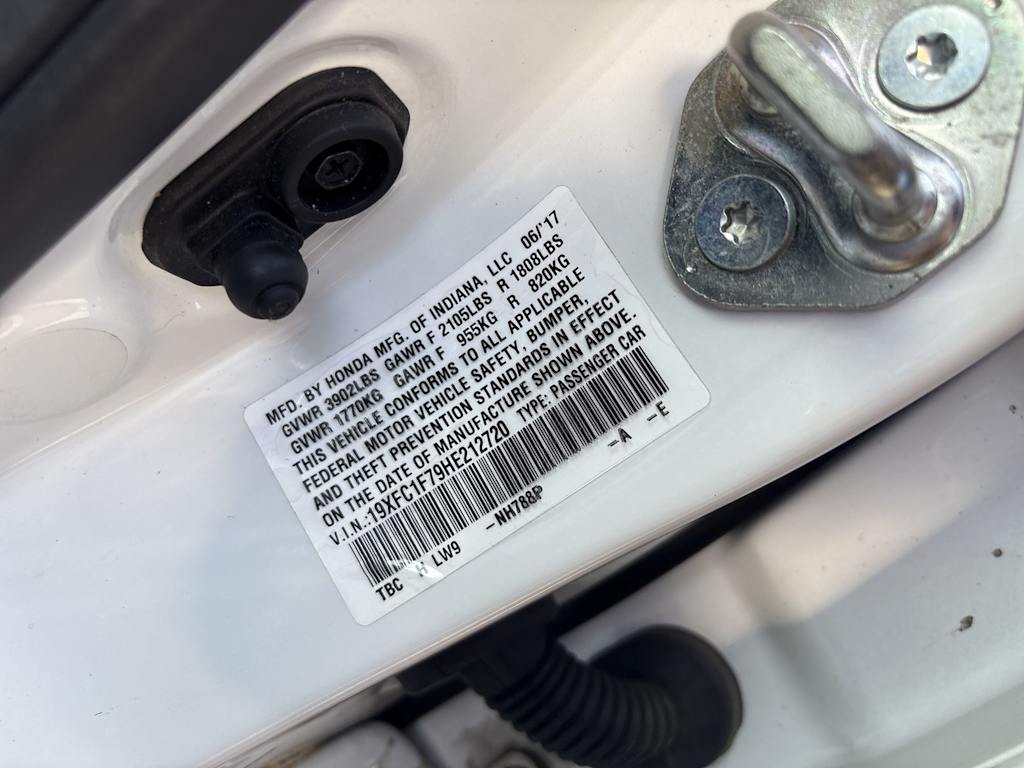 MFD. BY HONDA MFG. OF INDIANA, LLC 06/'17
GVWR 3902LBS GAWR F 2105LBS R 1808LBS
GVWR 1770KG GAWR F 955KG R 820KG
THIS VEHICLE CONFORMS TO ALL APPLICABLE
FEDERAL MOTOR VEHICLE SAFETY, BUMPER,
AND THEFT PREVENTION STANDARDS IN EFFECT
ON THE DATE OF MANUFACTURE SHOWN ABOVE.
V.I.N.:19XFC1F79HE212720 TYPE: PASSENGER CAR
TBC H LW9 -NH788P -A -E